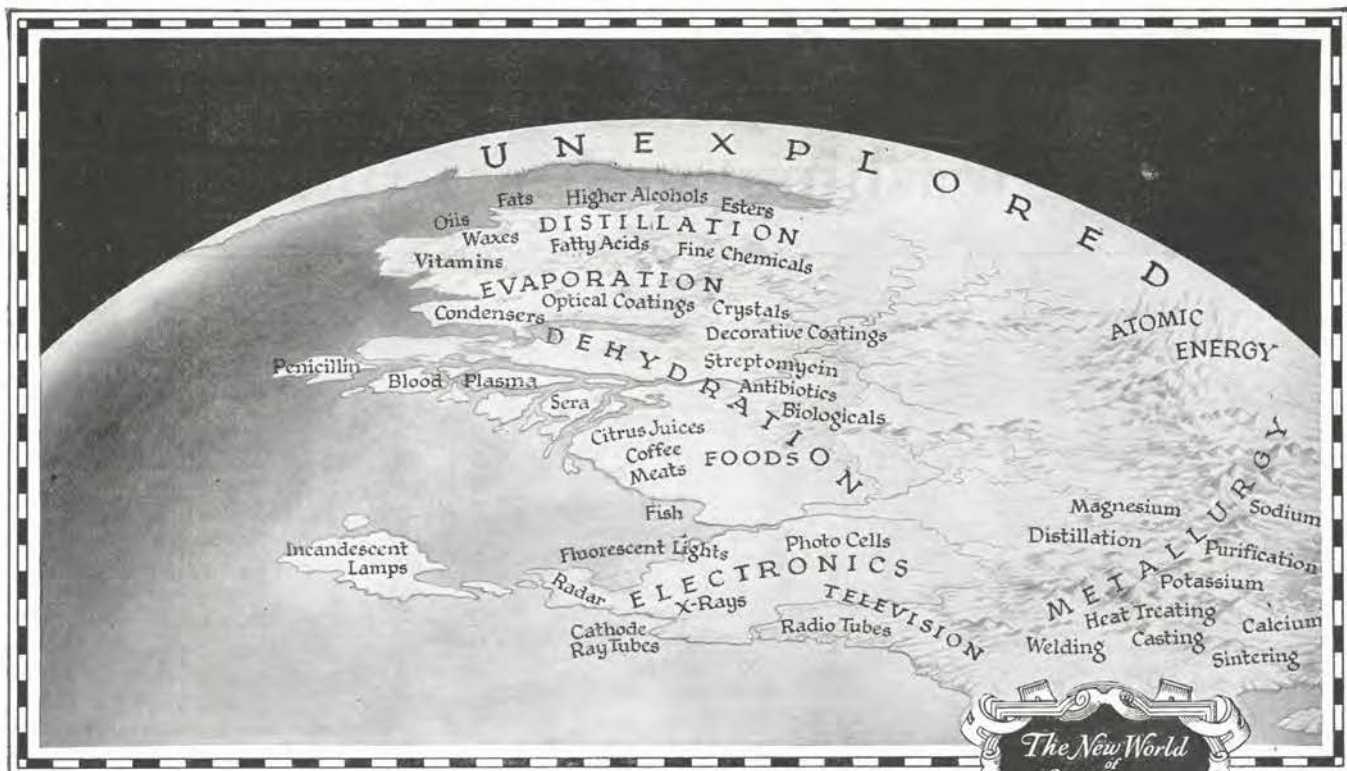 UNEXPLORED
Fats
Higher Alcohols
Esters
Oils
Waxes
DISTILLATION
Fatty Acids
Fine Chemicals
Vitamins
EVAPORATION
Optical Coatings
Crystals
Condensers
Decorative Coatings
DEHYDRATION
Penicillin
Blood Plasma
Streptomycin
Antibiotics
Biologicals
Sera
Citrus Juices
Coffee
Meats
FOODS
Fish
ATOMIC
ENERGY
METALLURGY
Magnesium
Sodium
Distillation
Purification
Potassium
Heat Treating
Calcium
Welding
Casting
Sintering
Incandescent
Lamps
Fluorescent Lights
Photo Cells
Radar
ELECTRONICS
X-Rays
TELEVISION
Cathode
Ray Tubes
Radio Tubes
The New World
of